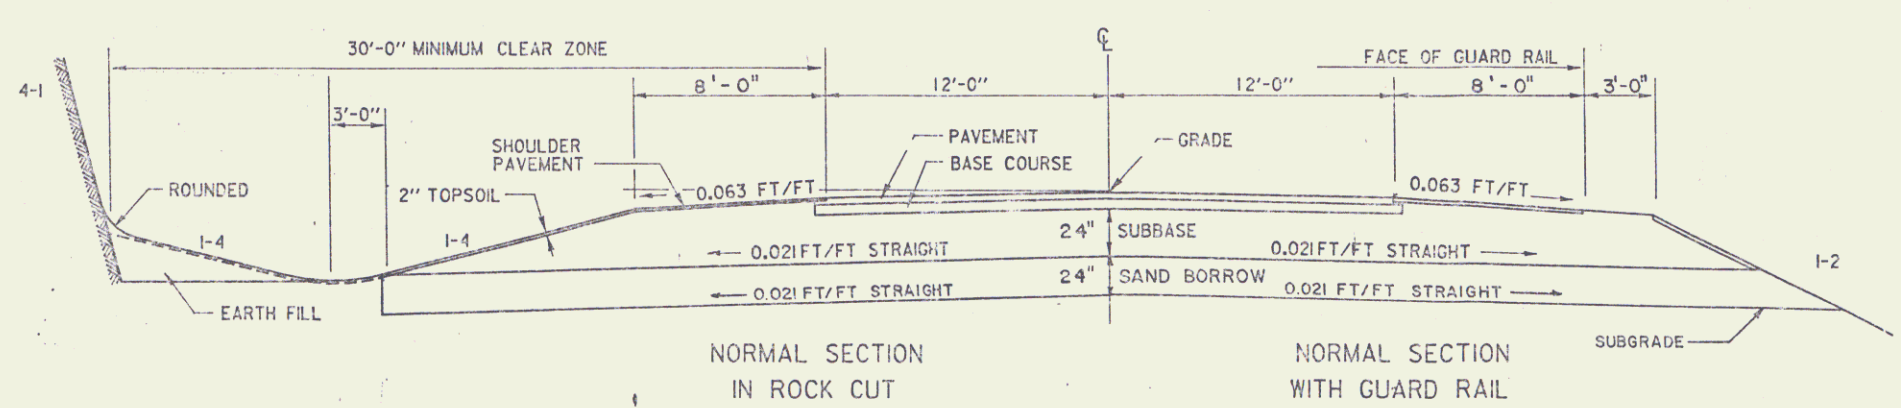 30'-0" MINIMUM CLEAR ZONE
℄
FACE OF GUARD RAIL
4-1
8'-0"
12'-0"
12'-0"
8'-0"
3'-0"
3'-0"
SHOULDER
PAVEMENT
PAVEMENT
BASE COURSE
GRADE
ROUNDED
2" TOPSOIL
0.063 FT/FT
0.063 FT/FT
1-4
1-4
24" SUBBASE
0.021 FT/FT STRAIGHT
0.021 FT/FT STRAIGHT
1-2
24" SAND BORROW
0.021 FT/FT STRAIGHT
0.021 FT/FT STRAIGHT
EARTH FILL
SUBGRADE
NORMAL SECTION
IN ROCK CUT
NORMAL SECTION
WITH GUARD RAIL